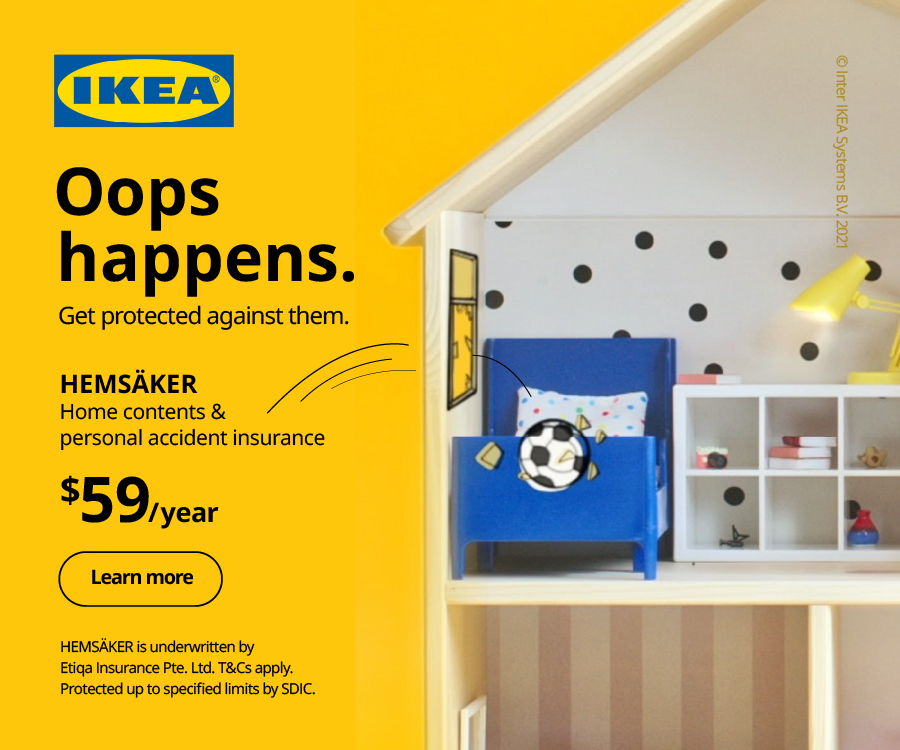 IKEA®
Oops
happens.
Get protected against them.
HEMSÄKER
Home contents &
personal accident insurance
$59/year
Learn more
HEMSÄKER is underwritten by
Etiqa Insurance Pte. Ltd. T&Cs apply.
Protected up to specified limits by SDIC.
© Inter IKEA Systems B.V. 2021